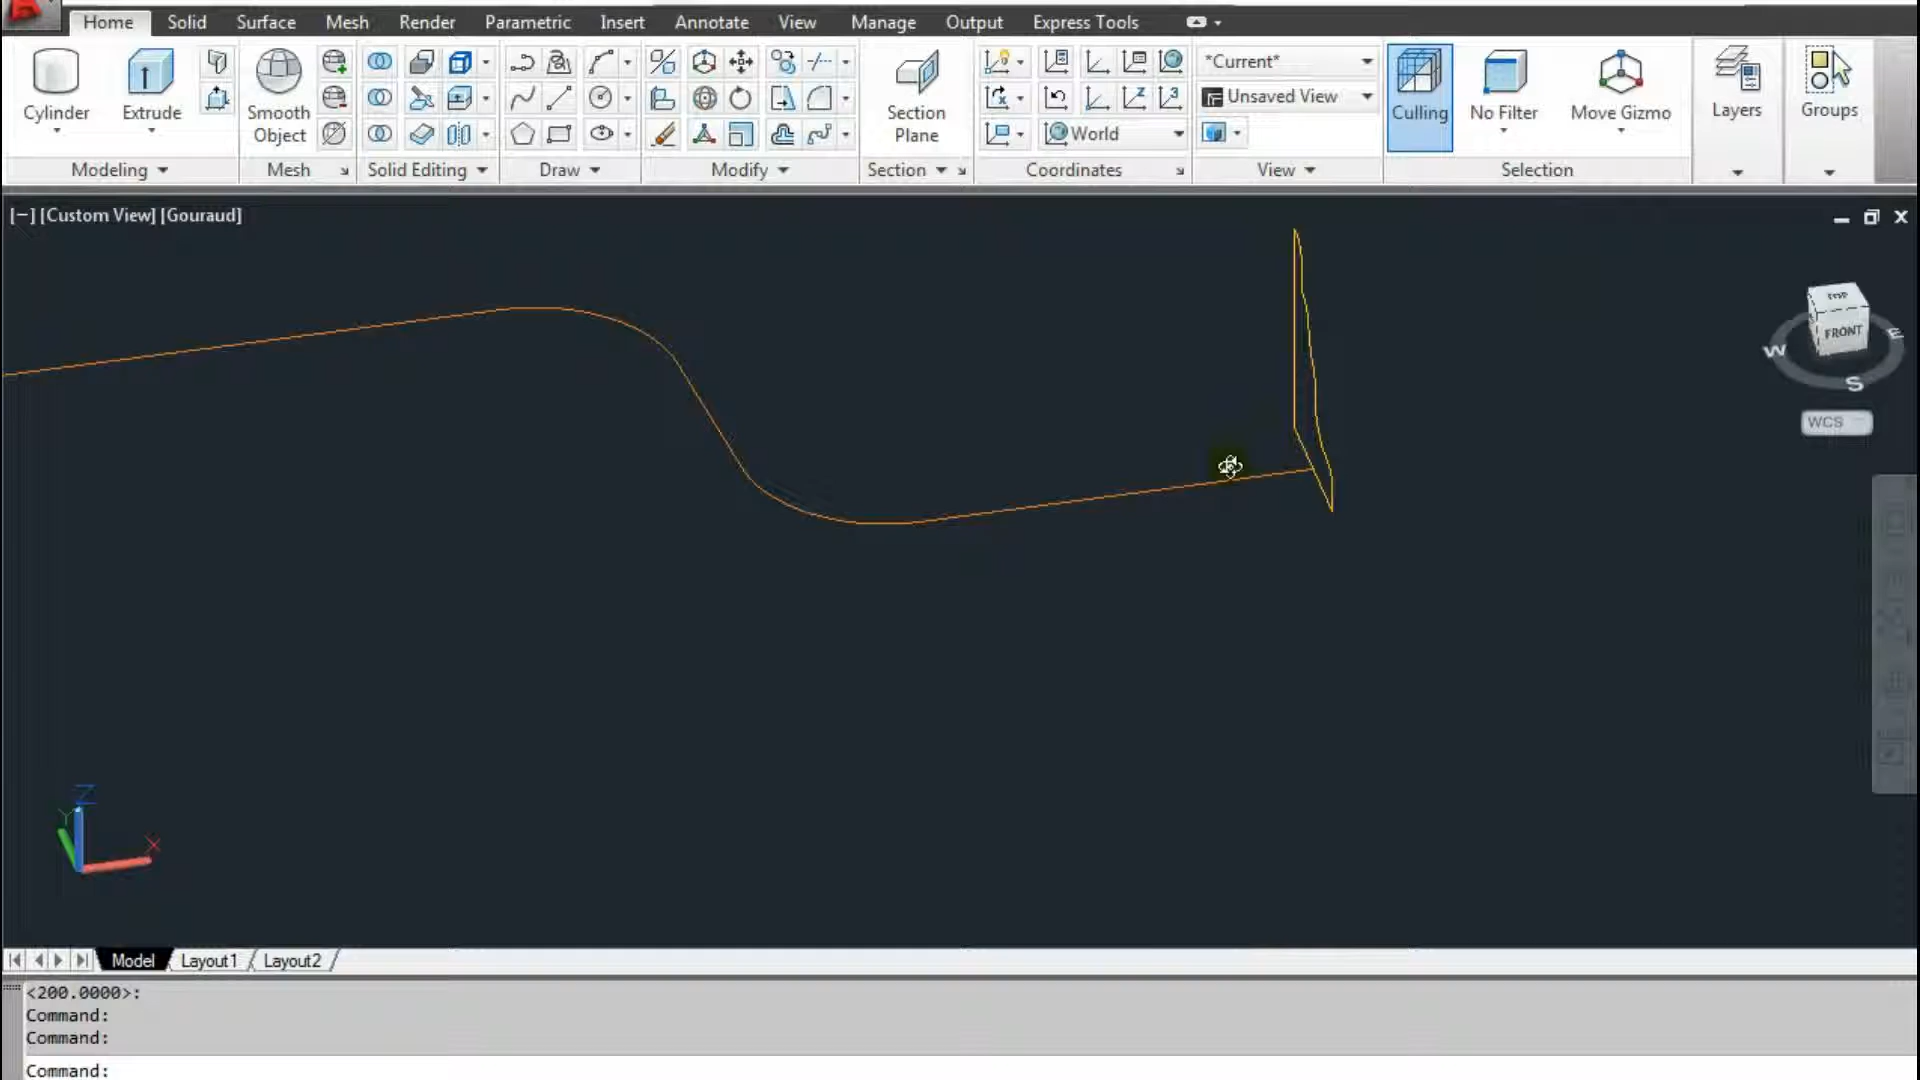 Home Solid Surface Mesh Render Parametric Insert Annotate View Manage Output Express Tools
Cylinder
Extrude
Smooth
Object
Section
Plane
*Current*
Unsaved View
World
Culling
No Filter
Move Gizmo
Layers
Groups
Modeling Mesh Solid Editing Draw Modify Section Coordinates View Selection
[−] [Custom View] [Gouraud]
FRONT
W
E
S
WCS
Z
Y
X
Model Layout1 Layout2
<200.0000>:
Command:
Command:
Command: